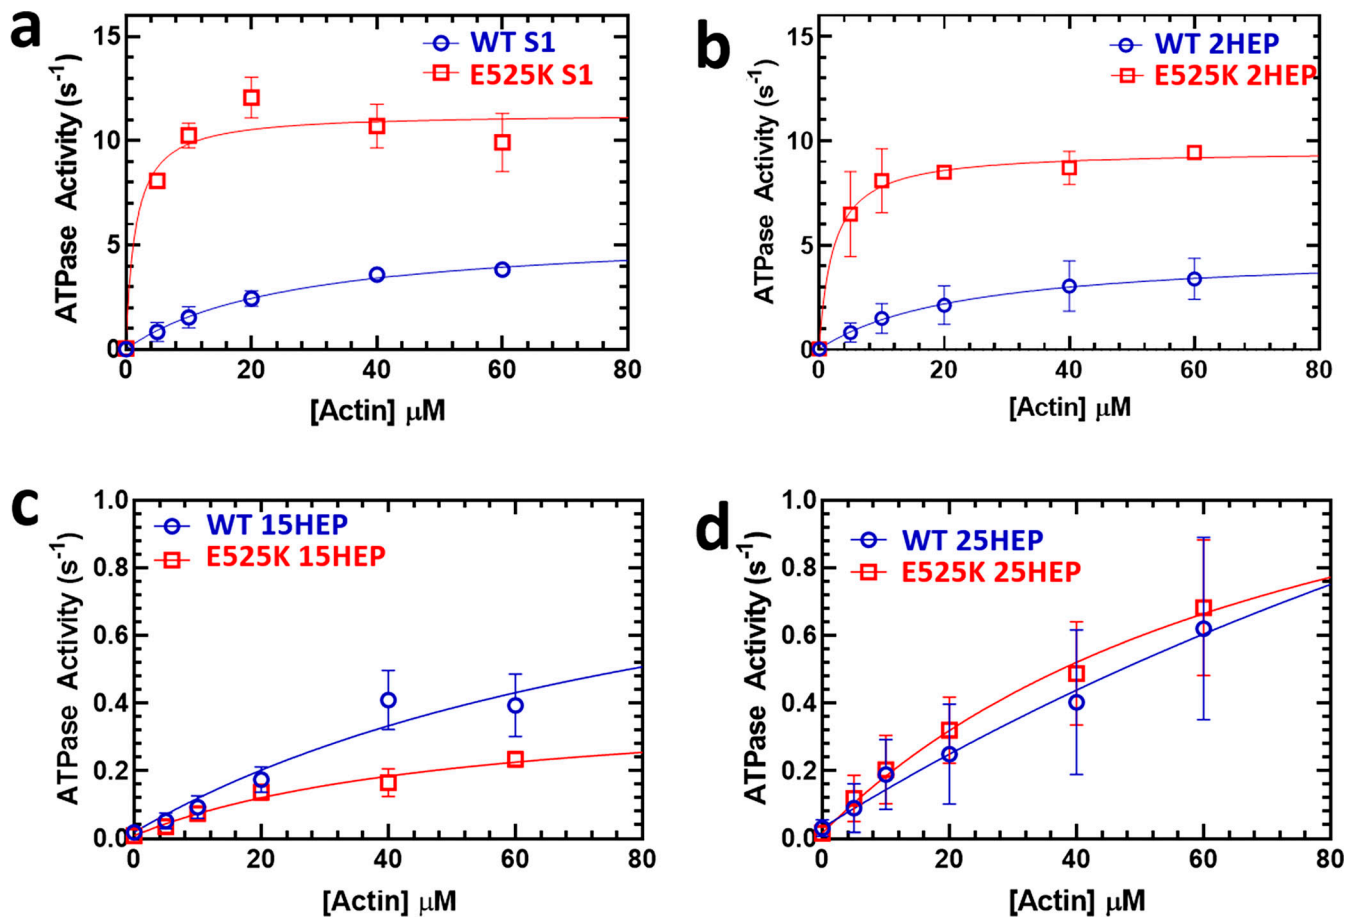 a
WT S1
E525K S1
ATPase Activity (s-1)
15
10
5
0
0 20 40 60 80
[Actin] μM
b
WT 2HEP
E525K 2HEP
ATPase Activity (s-1)
15
10
5
0
0 20 40 60 80
[Actin] μM
c
WT 15HEP
E525K 15HEP
ATPase Activity (s-1)
1.0
0.8
0.6
0.4
0.2
0.0
0 20 40 60 80
[Actin] μM
d
WT 25HEP
E525K 25HEP
ATPase Activity (s-1)
1.0
0.8
0.6
0.4
0.2
0.0
0 20 40 60 80
[Actin] μM